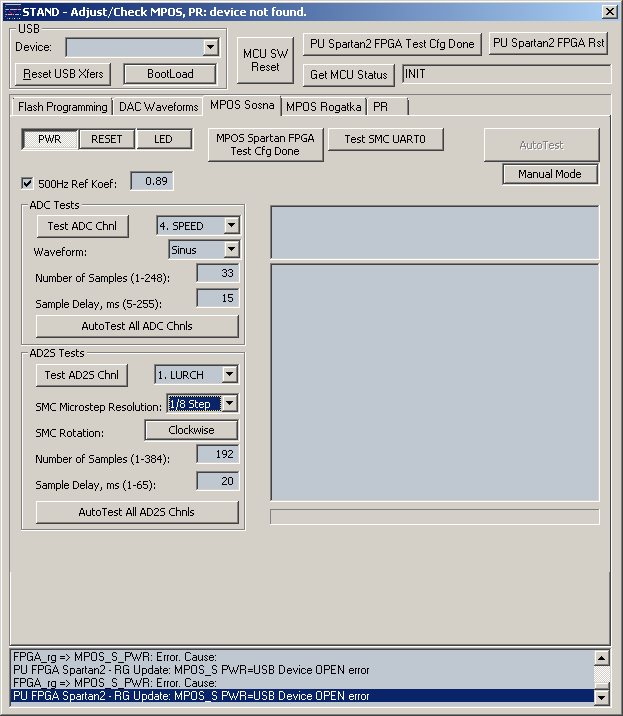 STAND - Adjust/Check MPOS, PR: device not found.
USB
Device:
Reset USB Xfers
BootLoad
MCU SW Reset
PU Spartan2 FPGA Test Cfg Done
PU Spartan2 FPGA Rst
Get MCU Status
INIT
Flash Programming
DAC Waveforms
MPOS Sosna
MPOS Rogatka
PR
PWR
RESET
LED
MPOS Spartan FPGA
Test Cfg Done
Test SMC UART0
AutoTest
Manual Mode
500Hz Ref Koef:
0.89
ADC Tests
Test ADC Chnl
4. SPEED
Waveform:
Sinus
Number of Samples (1-248):
33
Sample Delay, ms (5-255):
15
AutoTest All ADC Chnls
AD2S Tests
Test AD2S Chnl
1. LURCH
SMC Microstep Resolution:
1/8 Step
SMC Rotation:
Clockwise
Number of Samples (1-384):
192
Sample Delay, ms (1-65):
20
AutoTest All AD2S Chnls
FPGA_rg => MPOS_S_PWR: Error. Cause:
PU FPGA Spartan2 - RG Update: MPOS_S PWR=USB Device OPEN error
FPGA_rg => MPOS_S_PWR: Error. Cause:
PU FPGA Spartan2 - RG Update: MPOS_S PWR=USB Device OPEN error